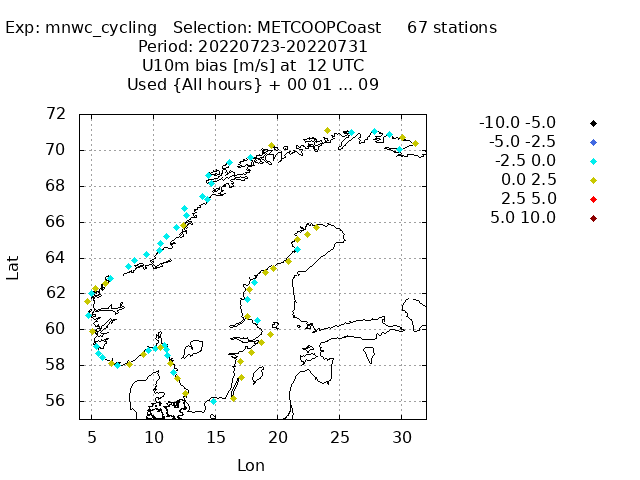 Exp: mnwc_cycling   Selection: METCOOPCoast     67 stations
Period: 20220723-20220731
U10m bias [m/s] at  12 UTC
Used {All hours} + 00 01 ... 09
-10.0 -5.0
-5.0 -2.5
-2.5 0.0
0.0 2.5
2.5 5.0
5.0 10.0
72
70
68
66
64
62
60
58
56
Lat
5 10 15 20 25 30
Lon